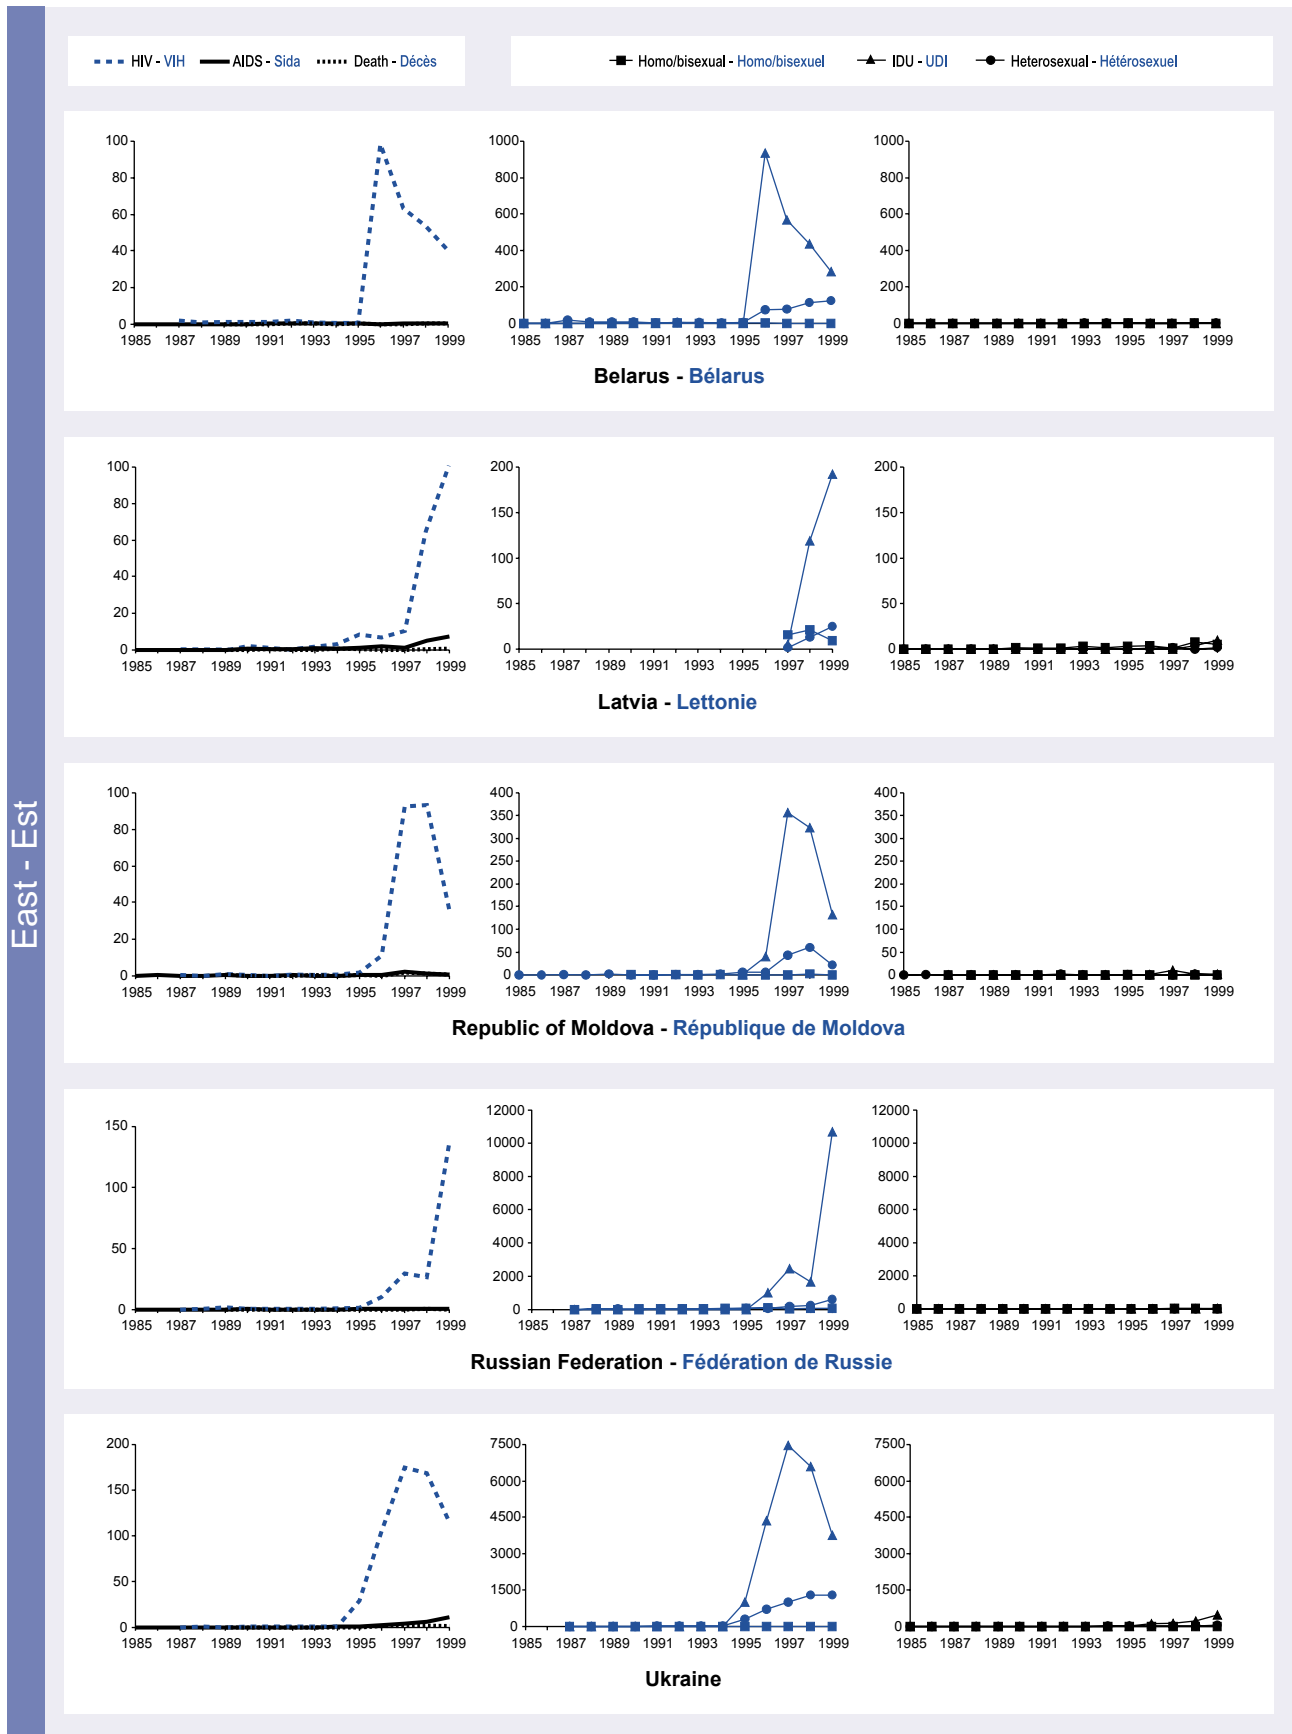 East - Est
HIV - VIH AIDS - Sida Death - Décès
Homo/bisexual - Homo/bisexuel IDU - UDI Heterosexual - Hétérosexuel
100 80 60 40 20 0
1985 1987 1989 1991 1993 1995 1997 1999
1000 800 600 400 200 0
1985 1987 1989 1991 1993 1995 1997 1999
1000 800 600 400 200 0
1985 1987 1989 1991 1993 1995 1997 1999
Belarus - Bélarus
100 80 60 40 20 0
1985 1987 1989 1991 1993 1995 1997 1999
200 150 100 50 0
1985 1987 1989 1991 1993 1995 1997 1999
200 150 100 50 0
1985 1987 1989 1991 1993 1995 1997 1999
Latvia - Lettonie
100 80 60 40 20 0
1985 1987 1989 1991 1993 1995 1997 1999
400 350 300 250 200 150 100 50 0
1985 1987 1989 1991 1993 1995 1997 1999
400 350 300 250 200 150 100 50 0
1985 1987 1989 1991 1993 1995 1997 1999
Republic of Moldova - République de Moldova
150 100 50 0
1985 1987 1989 1991 1993 1995 1997 1999
12000 10000 8000 6000 4000 2000 0
1985 1987 1989 1991 1993 1995 1997 1999
12000 10000 8000 6000 4000 2000 0
1985 1987 1989 1991 1993 1995 1997 1999
Russian Federation - Fédération de Russie
200 150 100 50 0
1985 1987 1989 1991 1993 1995 1997 1999
7500 6000 4500 3000 1500 0
1985 1987 1989 1991 1993 1995 1997 1999
7500 6000 4500 3000 1500 0
1985 1987 1989 1991 1993 1995 1997 1999
Ukraine